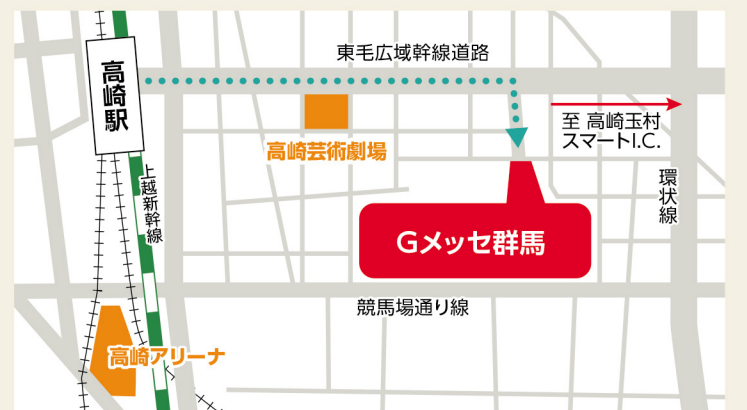 東毛広域幹線道路
高崎駅
至 高崎玉村
スマートI.C.
高崎芸術劇場
上越新幹線
環状線
Gメッセ群馬
競馬場通り線
高崎アリーナ